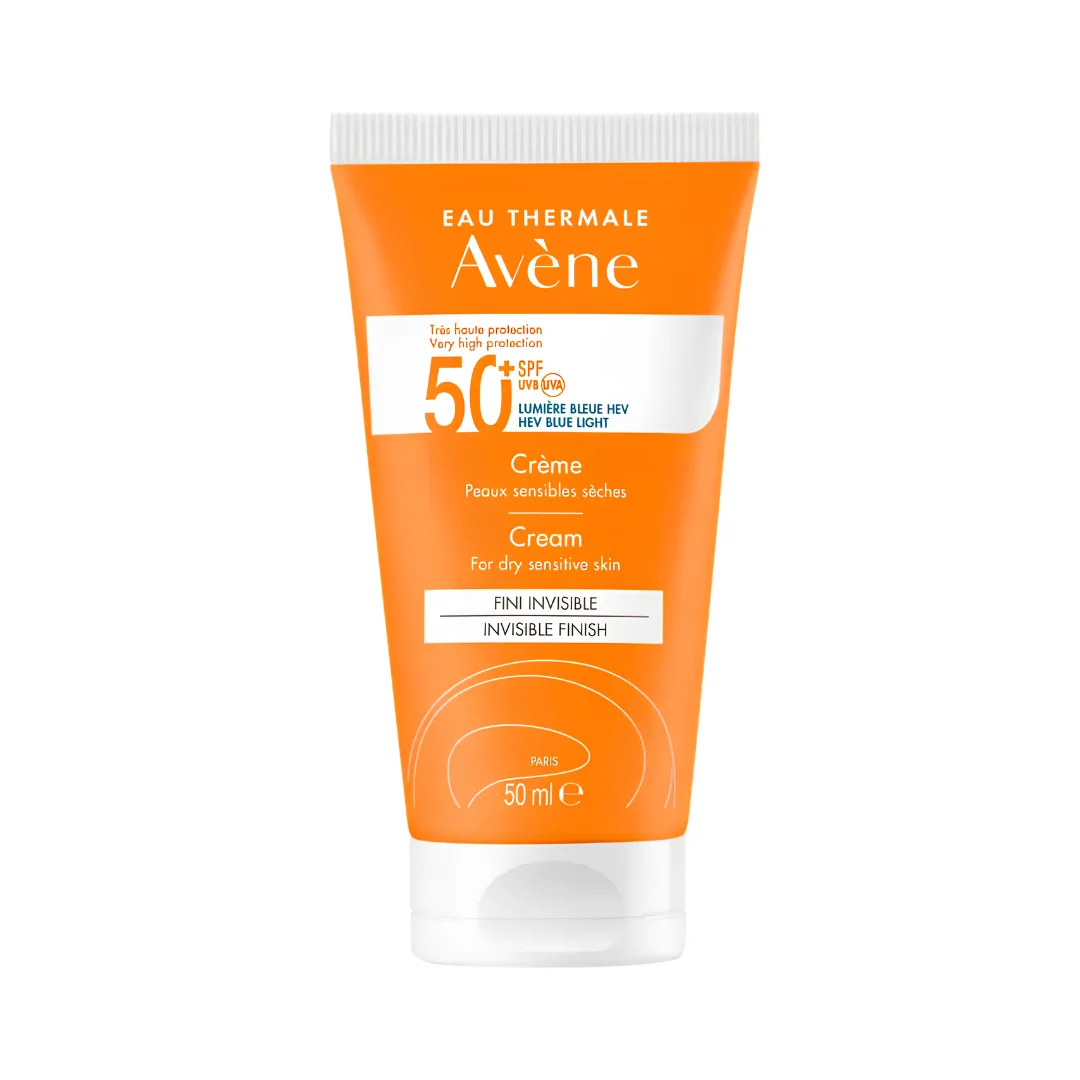 EAU THERMALE
Avène
Très haute protection
Very high protection
50+ SPF
UVB UVA
LUMIÈRE BLEUE HEV
HEV BLUE LIGHT
Crème
Peaux sensibles sèches
Cream
For dry sensitive skin
FINI INVISIBLE
INVISIBLE FINISH
PARIS
50 ml ℮